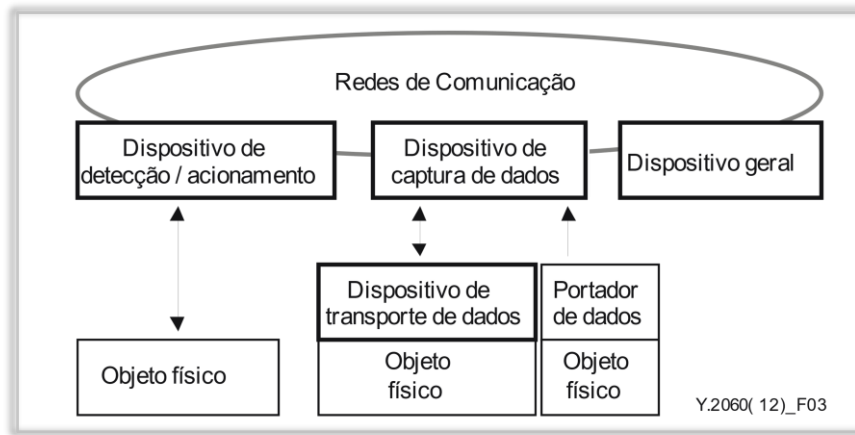 Redes de Comunicação
Dispositivo de
detecção / acionamento
Dispositivo de
captura de dados
Dispositivo geral
Dispositivo de
transporte de dados
Portador
de dados
Objeto físico
Objeto
físico
Objeto
físico
Y.2060( 12)_F03